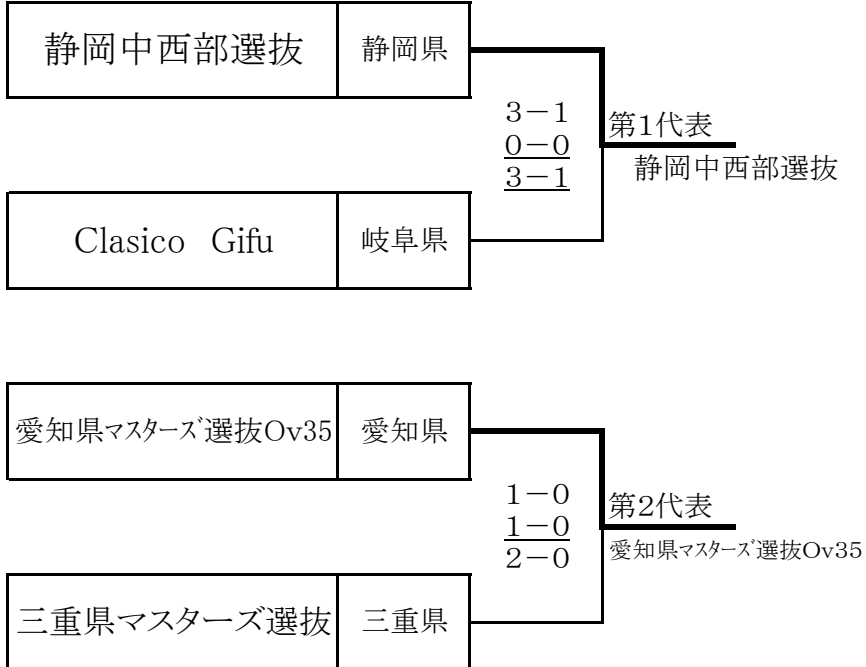 静岡中西部選抜 静岡県
3－1
0－0
3－1
第1代表
静岡中西部選抜
Clasico　Gifu 岐阜県
愛知県マスターズ選抜Ov35 愛知県
1－0
1－0
2－0
第2代表
愛知県マスターズ選抜Ov35
三重県マスターズ選抜 三重県